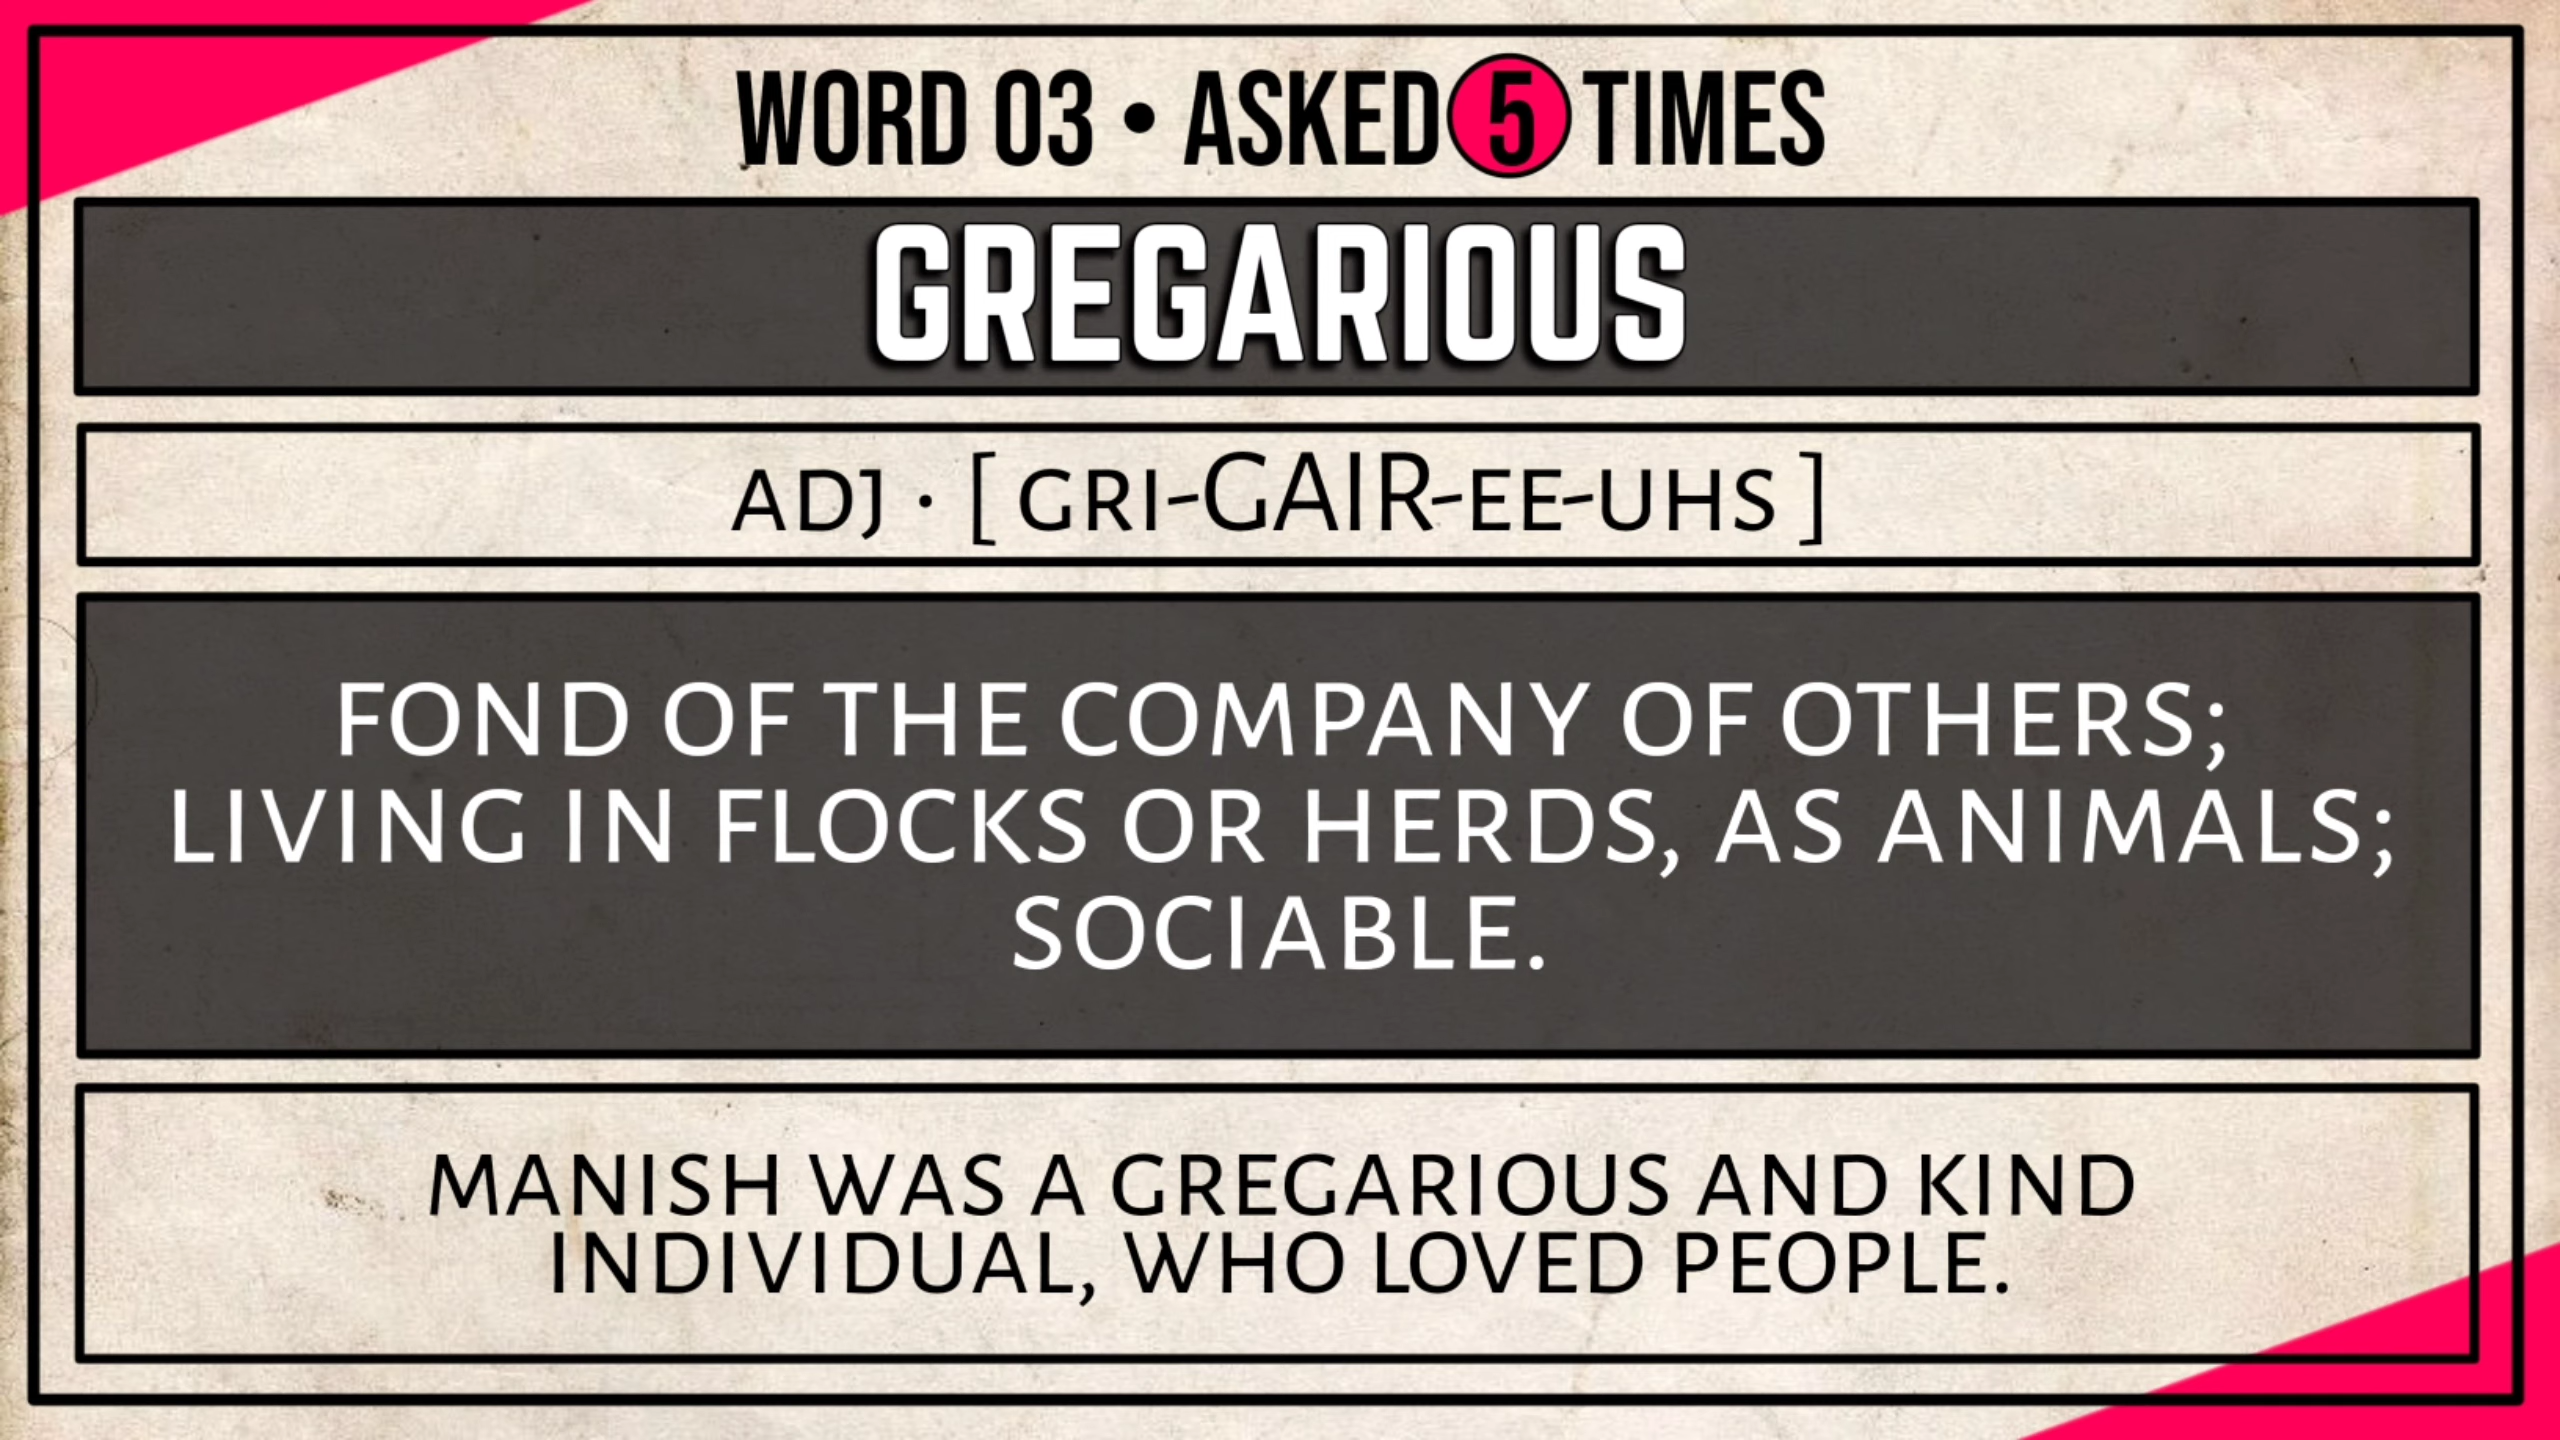 WORD 03 • ASKED 5 TIMES
GREGARIOUS
ADJ · [ GRI-GAIR-EE-UHS ]
FOND OF THE COMPANY OF OTHERS;
LIVING IN FLOCKS OR HERDS, AS ANIMALS;
SOCIABLE.
MANISH WAS A GREGARIOUS AND KIND
INDIVIDUAL, WHO LOVED PEOPLE.